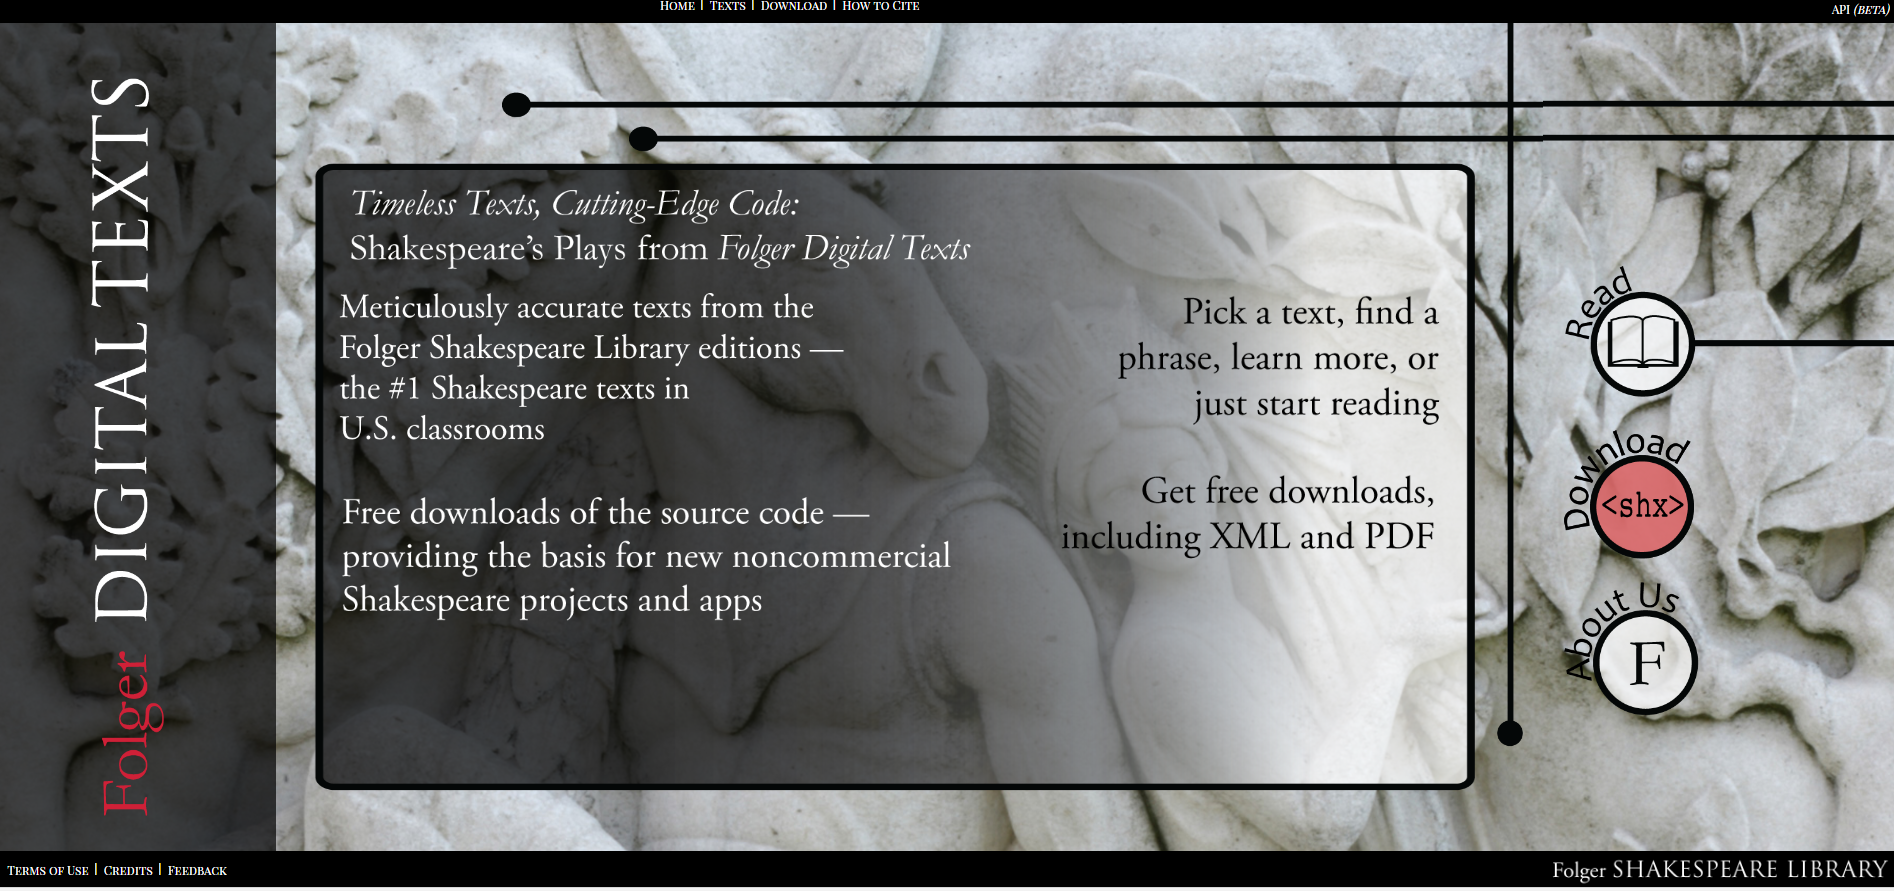 HOME | TEXTS | DOWNLOAD | HOW TO CITE
API (BETA)
Folger DIGITAL TEXTS
Timeless Texts, Cutting-Edge Code:
Shakespeare's Plays from Folger Digital Texts
Meticulously accurate texts from the
Folger Shakespeare Library editions —
the #1 Shakespeare texts in
U.S. classrooms
Free downloads of the source code —
providing the basis for new noncommercial
Shakespeare projects and apps
Pick a text, find a
phrase, learn more, or
just start reading
Get free downloads,
including XML and PDF
Read
Download
<shx>
About Us
F
TERMS OF USE | CREDITS | FEEDBACK
Folger SHAKESPEARE LIBRARY